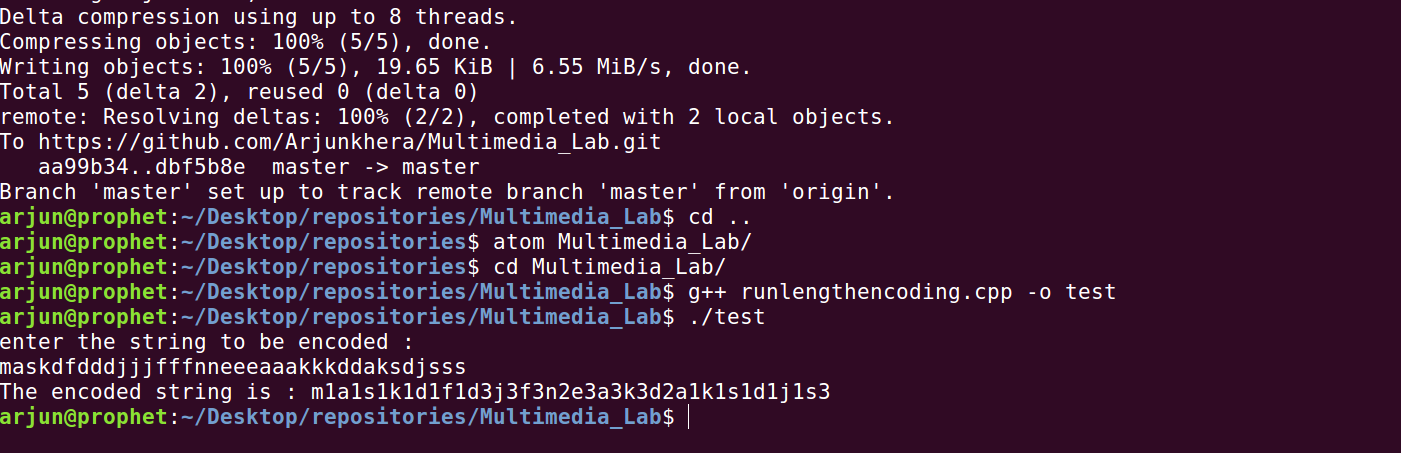 Delta compression using up to 8 threads.
Compressing objects: 100% (5/5), done.
Writing objects: 100% (5/5), 19.65 KiB | 6.55 MiB/s, done.
Total 5 (delta 2), reused 0 (delta 0)
remote: Resolving deltas: 100% (2/2), completed with 2 local objects.
To https://github.com/Arjunkhera/Multimedia_Lab.git
   aa99b34..dbf5b8e  master -> master
Branch 'master' set up to track remote branch 'master' from 'origin'.
arjun@prophet:~/Desktop/repositories/Multimedia_Lab$ cd ..
arjun@prophet:~/Desktop/repositories$ atom Multimedia_Lab/
arjun@prophet:~/Desktop/repositories$ cd Multimedia_Lab/
arjun@prophet:~/Desktop/repositories/Multimedia_Lab$ g++ runlengthencoding.cpp -o test
arjun@prophet:~/Desktop/repositories/Multimedia_Lab$ ./test
enter the string to be encoded :
maskdfdddjjjfffnneeeaaakkkddaksdjsss
The encoded string is : m1a1s1k1d1f1d3j3f3n2e3a3k3d2a1k1s1d1j1s3
arjun@prophet:~/Desktop/repositories/Multimedia_Lab$